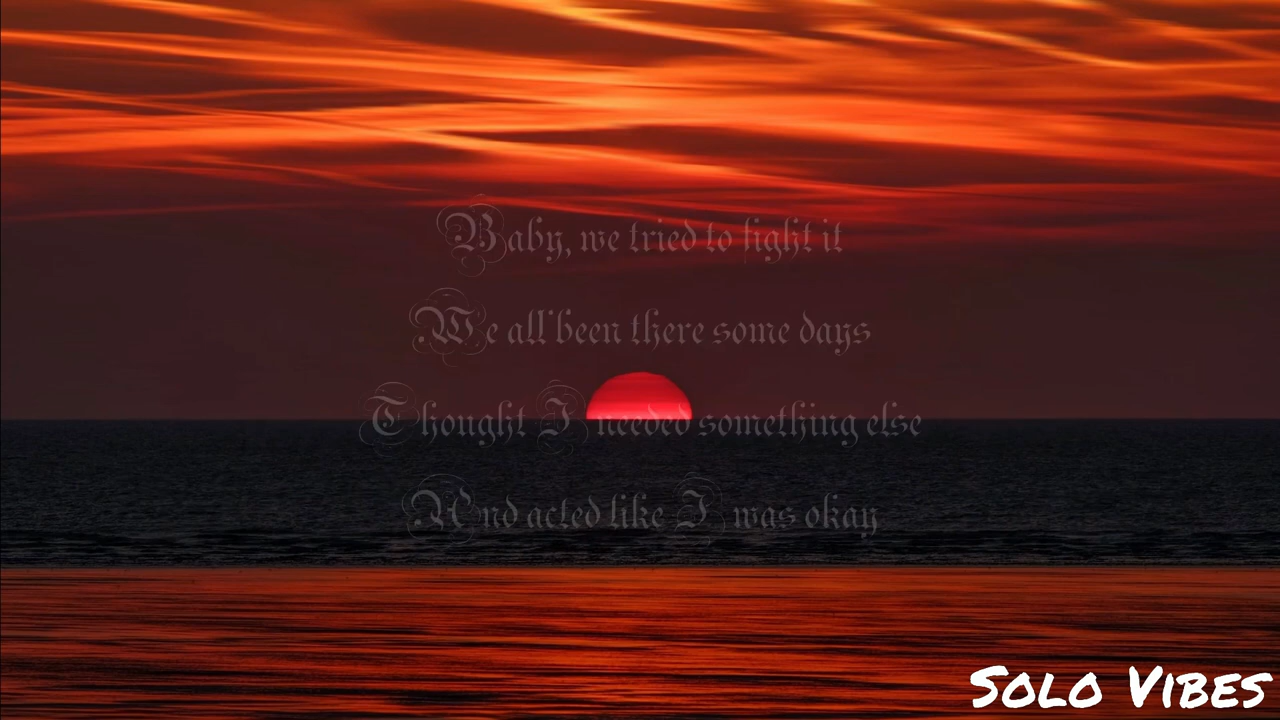 Baby, we tried to fight it
We all been there some days
Thought I needed something else
And acted like I was okay
SOLO VIBES